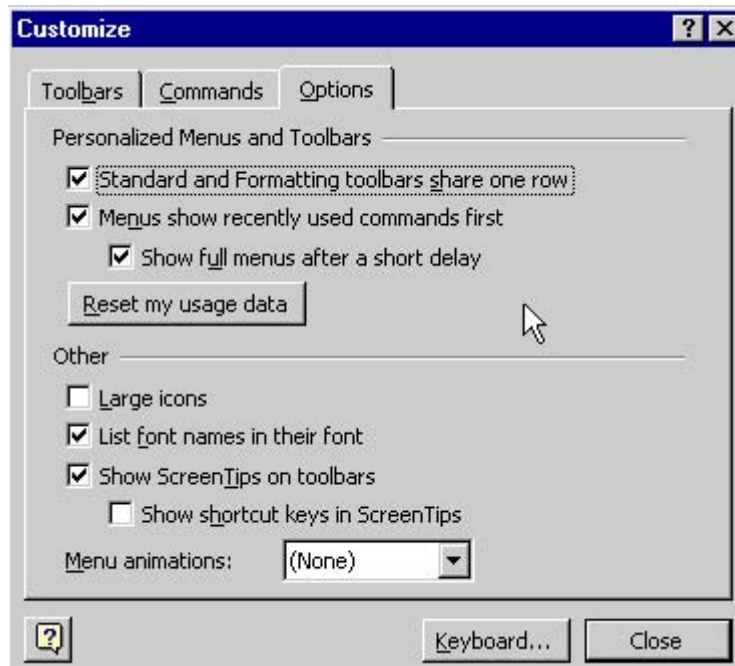 Customize
Toolbars Commands Options
Personalized Menus and Toolbars
Standard and Formatting toolbars share one row
Menus show recently used commands first
Show full menus after a short delay
Reset my usage data
Other
Large icons
List font names in their font
Show ScreenTips on toolbars
Show shortcut keys in ScreenTips
Menu animations: (None)
Keyboard... Close